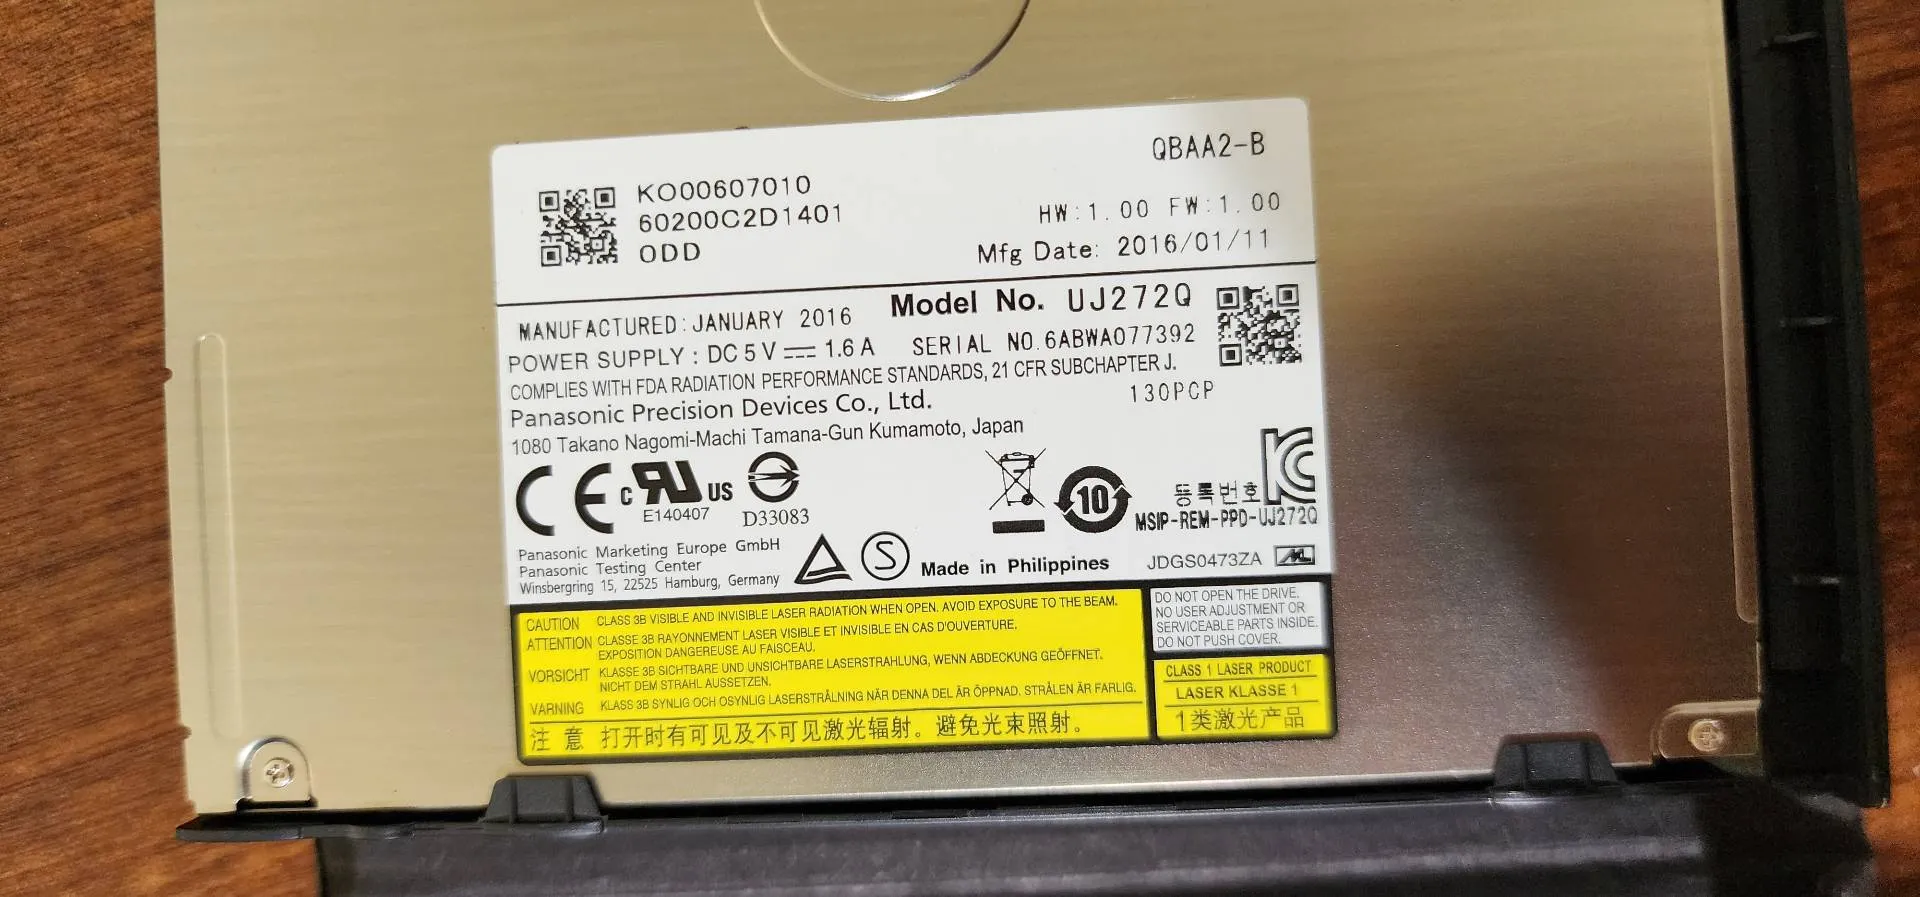 QBAA2-B
KO00607010
60200C2D1401
ODD
HW:1.00 FW:1.00
Mfg Date: 2016/01/11
MANUFACTURED:JANUARY 2016
Model No. UJ272Q
POWER SUPPLY : DC 5 V ⎓ 1.6 A
SERIAL NO.6ABWA077392
COMPLIES WITH FDA RADIATION PERFORMANCE STANDARDS, 21 CFR SUBCHAPTER J.
130PCP
Panasonic Precision Devices Co., Ltd.
1080 Takano Nagomi-Machi Tamana-Gun Kumamoto, Japan
CE
c RU US
E140407
D33083
10
등록번호
MSIP-REM-PPD-UJ272Q
Panasonic Marketing Europe GmbH
Panasonic Testing Center
Winsbergring 15, 22525 Hamburg, Germany
S
Made in Philippines
JDGS0473ZA
CAUTION CLASS 3B VISIBLE AND INVISIBLE LASER RADIATION WHEN OPEN. AVOID EXPOSURE TO THE BEAM.
ATTENTION CLASSE 3B RAYONNEMENT LASER VISIBLE ET INVISIBLE EN CAS D'OUVERTURE.
EXPOSITION DANGEREUSE AU FAISCEAU.
VORSICHT KLASSE 3B SICHTBARE UND UNSICHTBARE LASERSTRAHLUNG, WENN ABDECKUNG GEÖFFNET.
NICHT DEM STRAHL AUSSETZEN.
VARNING KLASS 3B SYNLIG OCH OSYNLIG LASERSTRÅLNING NÄR DENNA DEL ÄR ÖPPNAD. STRÅLEN ÄR FARLIG.
注意 打开时有可见及不可见激光辐射。避免光束照射。
DO NOT OPEN THE DRIVE.
NO USER ADJUSTMENT OR
SERVICEABLE PARTS INSIDE.
DO NOT PUSH COVER.
CLASS 1 LASER PRODUCT
LASER KLASSE 1
1类激光产品